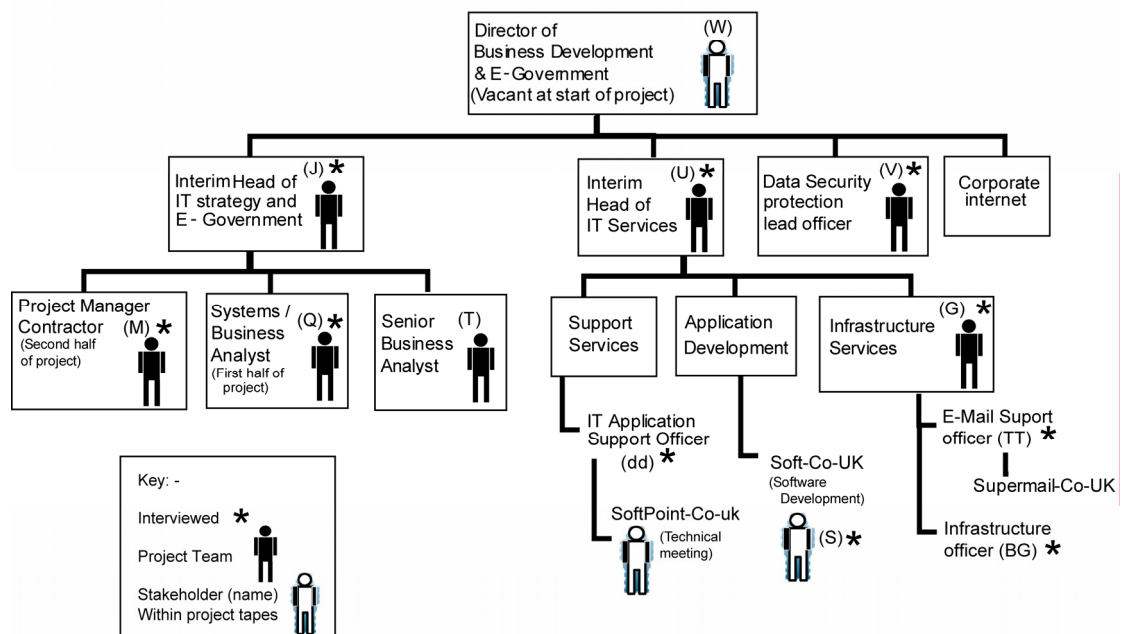 Director of (W)
Business Development
& E-Government
(Vacant at start of project)
Interim Head of (J) *
IT strategy and
E - Government
Interim (U) *
Head of
IT Services
Data Security (V) *
protection
lead officer
Corporate
internet
Project Manager
Contractor (M) *
(Second half
of project)
Systems / 
Business (Q) *
Analyst
(First half of
project)
Senior (T)
Business
Analyst
Support
Services
Application
Development
(G) *
Infrastructure
Services
IT Application
Support Officer
(dd) *
SoftPoint-Co-uk
(Technical
meeting)
Soft-Co-UK
(Software
Development)
(S) *
E-Mail Suport
officer (TT) *
Supermail-Co-UK
Infrastructure
officer (BG) *
Key: -
Interviewed *
Project Team
Stakeholder (name)
Within project tapes